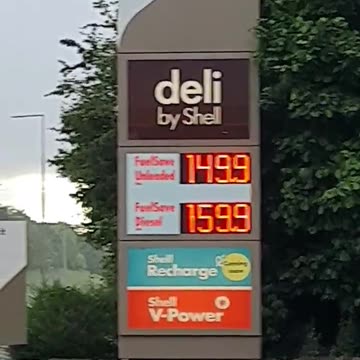 deli
by Shell
FuelSave
Unleaded
149.9
FuelSave
Diesel
159.9
Shell
Recharge
Shell
V-Power